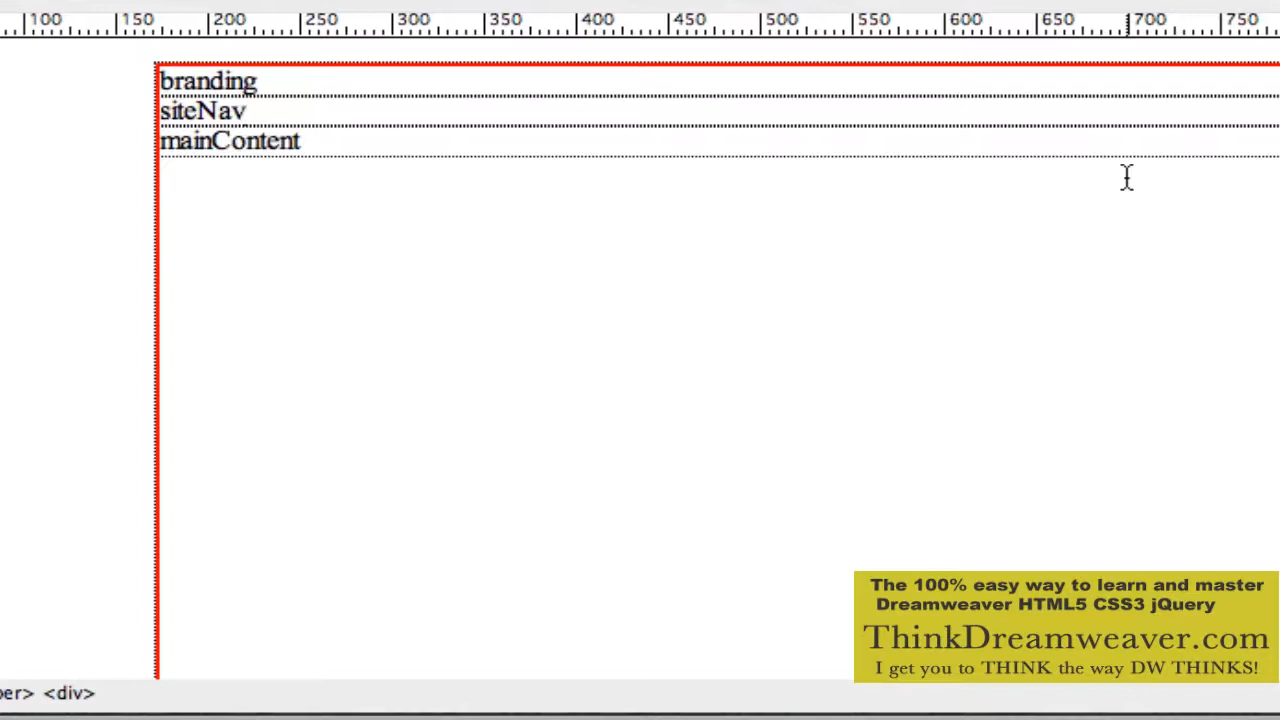 100 150 200 250 300 350 400 450 500 550 600 650 700 750
branding
siteNav
mainContent
The 100% easy way to learn and master
Dreamweaver HTML5 CSS3 jQuery
ThinkDreamweaver.com
I get you to THINK the way DW THINKS!
per> <div>